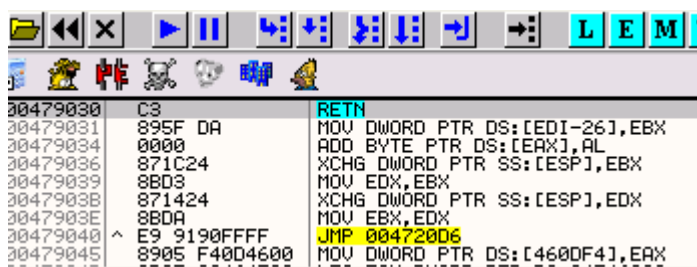 L E M
00479030 C3 RETN
00479031 895F DA MOV DWORD PTR DS:[EDI-26],EBX
00479034 0000 ADD BYTE PTR DS:[EAX],AL
00479036 871C24 XCHG DWORD PTR SS:[ESP],EBX
00479039 8BD3 MOV EDX,EBX
0047903B 871424 XCHG DWORD PTR SS:[ESP],EDX
0047903E 8BDA MOV EBX,EDX
00479040 ^ E9 9190FFFF JMP 004720D6
00479045 8905 F40D4600 MOV DWORD PTR DS:[460DF4],EAX